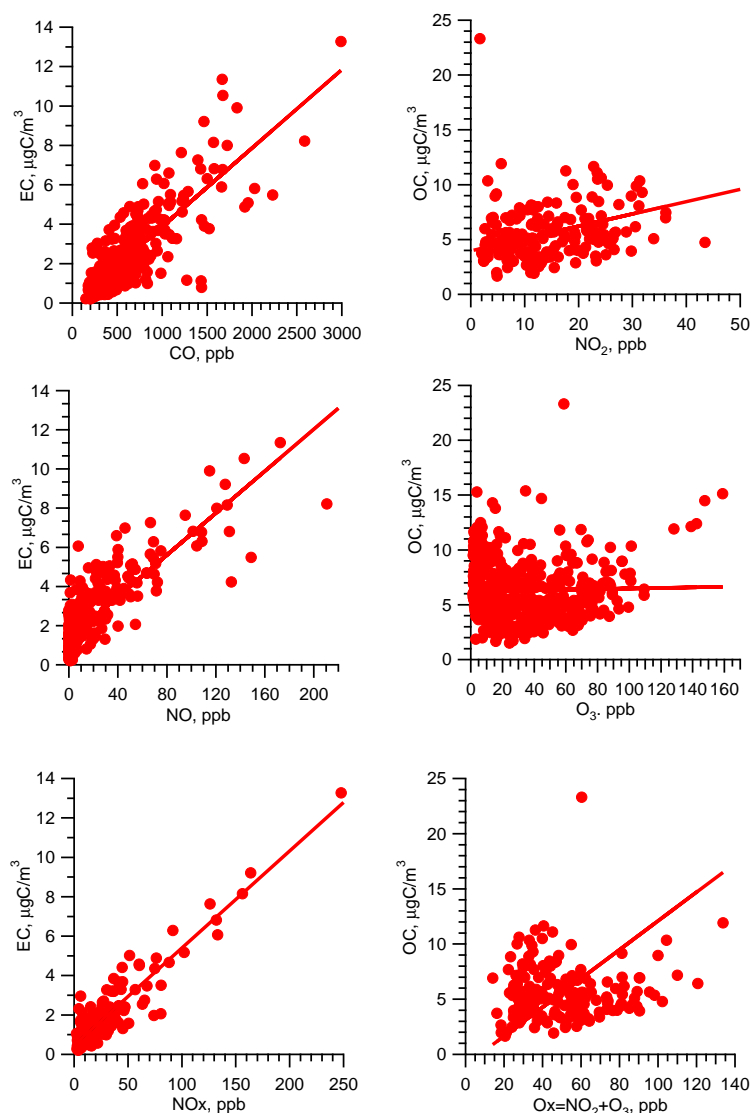 14
12
10
8
6
4
2
0
EC, µgC/m³
0 500 1000 1500 2000 2500 3000
CO, ppb
25
20
15
10
5
0
OC, µgC/m³
0 10 20 30 40 50
NO₂, ppb
14
12
10
8
6
4
2
0
EC, µgC/m³
0 40 80 120 160 200
NO, ppb
25
20
15
10
5
0
OC, µgC/m³
0 20 40 60 80 100 120 140 160
O₃. ppb
14
12
10
8
6
4
2
0
EC, µgC/m³
0 50 100 150 200 250
NOx, ppb
25
20
15
10
5
0
OC, µgC/m³
0 20 40 60 80 100 120 140
Ox=NO₂+O₃, ppb